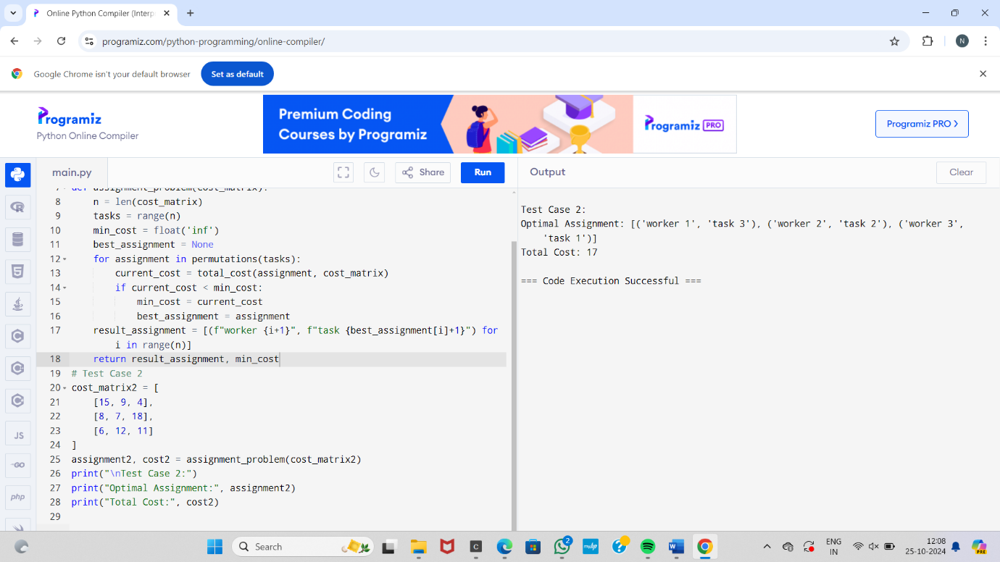 Online Python Compiler (Interp
programiz.com/python-programming/online-compiler/
N
Google Chrome isn't your default browser
Set as default
Programiz
Python Online Compiler
Premium Coding
Courses by Programiz
Programiz PRO
Programiz PRO
main.py
Share
Run
Output
Clear
7 def assignment_problem(cost_matrix):
8 n = len(cost_matrix)
9 tasks = range(n)
10 min_cost = float('inf')
11 best_assignment = None
12 for assignment in permutations(tasks):
13 current_cost = total_cost(assignment, cost_matrix)
14 if current_cost < min_cost:
15 min_cost = current_cost
16 best_assignment = assignment
17 result_assignment = [(f"worker {i+1}", f"task {best_assignment[i]+1}") for
i in range(n)]
18 return result_assignment, min_cost
19 # Test Case 2
20 cost_matrix2 = [
21 [15, 9, 4],
22 [8, 7, 18],
23 [6, 12, 11]
24 ]
25 assignment2, cost2 = assignment_problem(cost_matrix2)
26 print("\nTest Case 2:")
27 print("Optimal Assignment:", assignment2)
28 print("Total Cost:", cost2)
29
Test Case 2:
Optimal Assignment: [('worker 1', 'task 3'), ('worker 2', 'task 2'), ('worker 3',
'task 1')]
Total Cost: 17
=== Code Execution Successful ===
JS
GO
php
Search
2
ENG
IN
12:08
25-10-2024
PRE